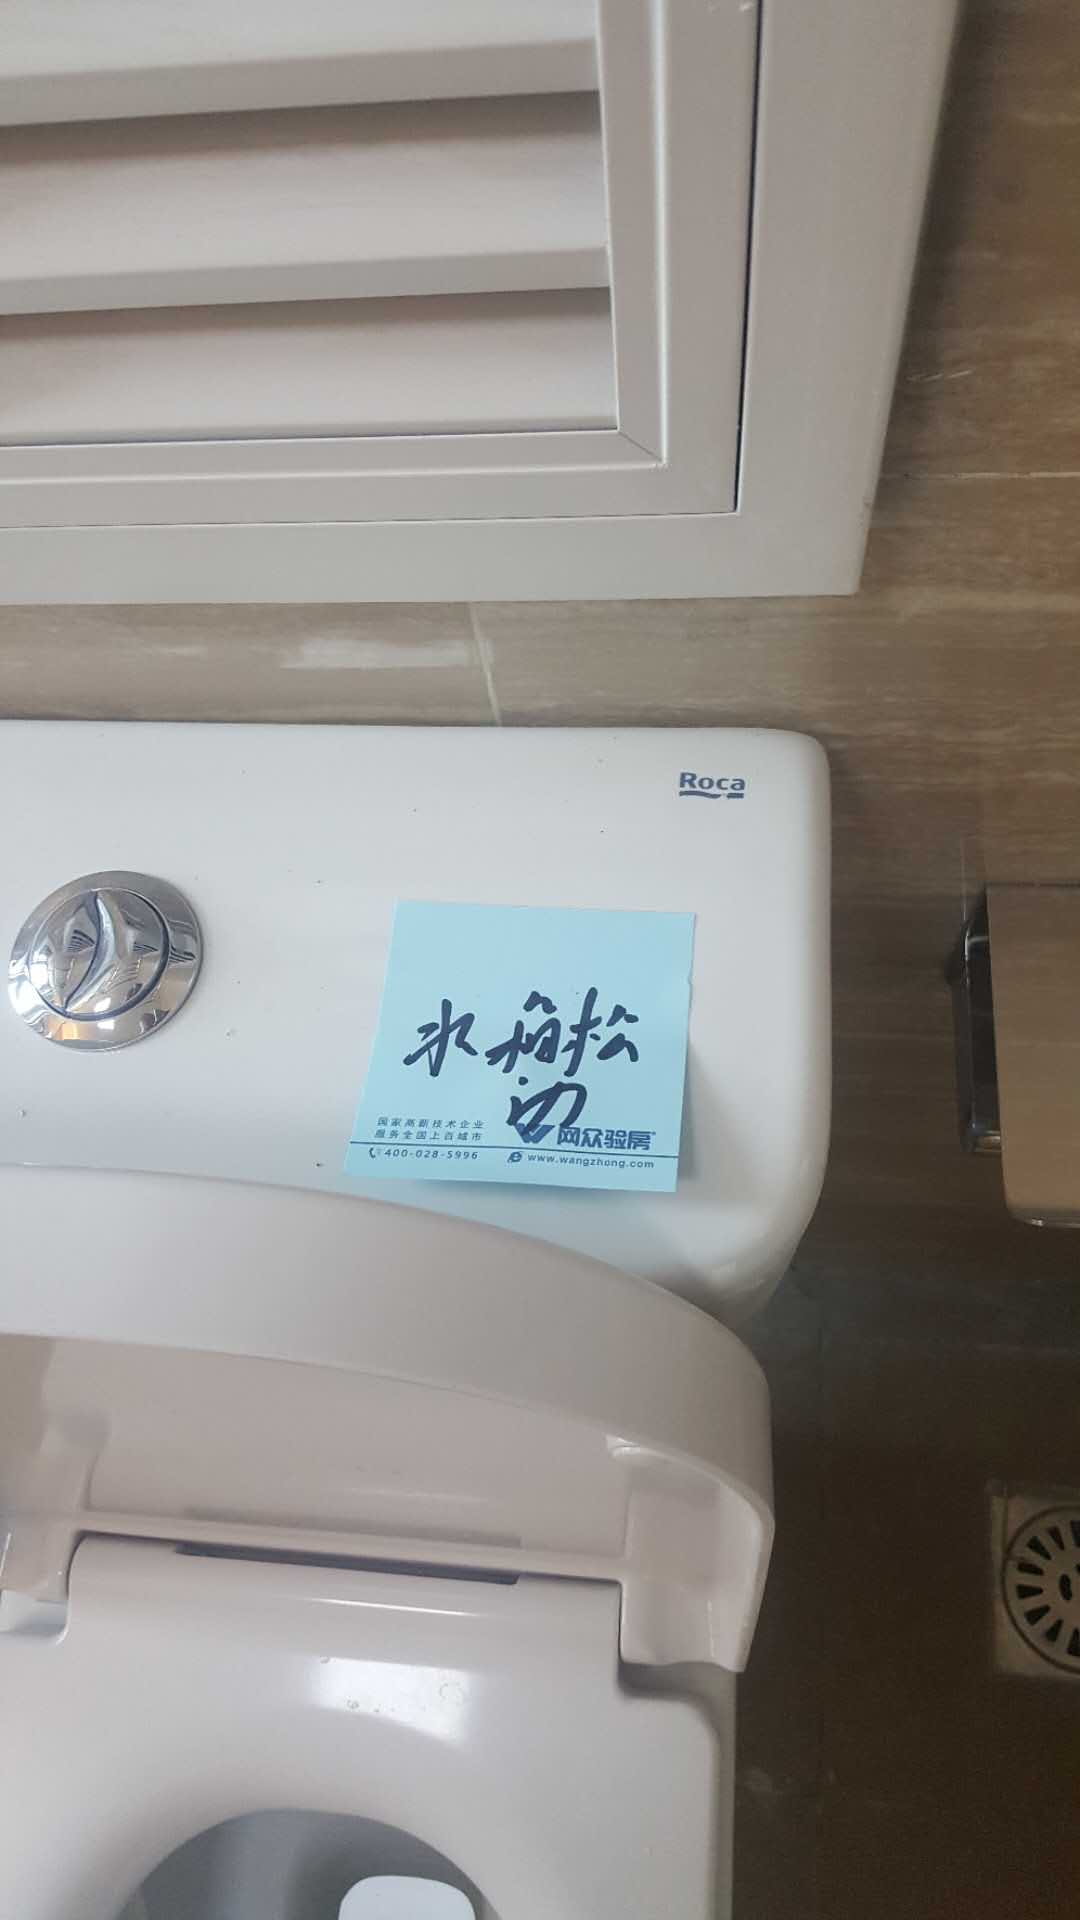 Roca
水箱松
动
国家高新技术企业
服务全国上百城市
网众验房
400-028-5996
www.wangzhong.com